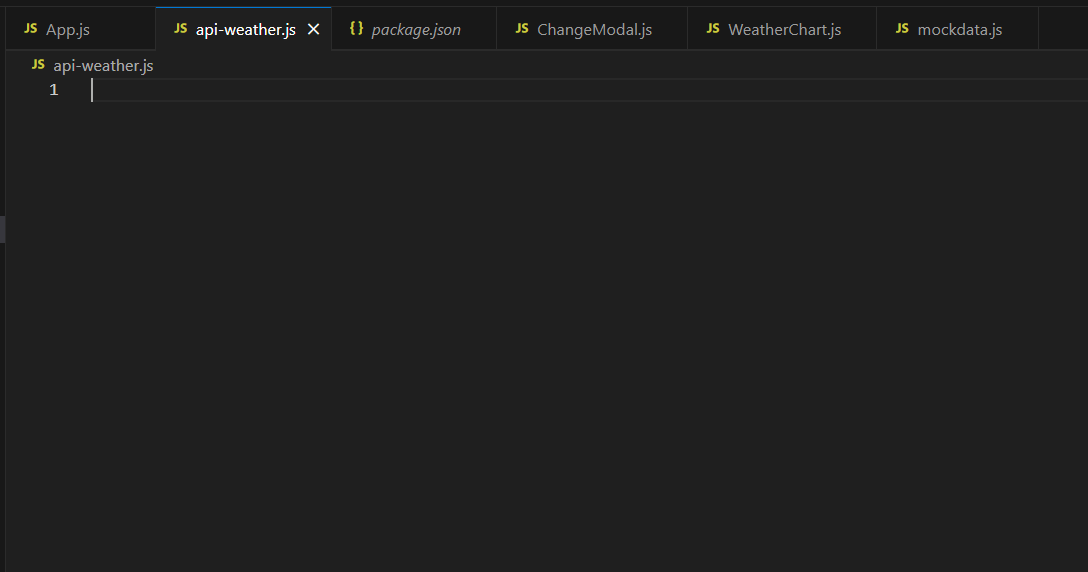 JS App.js JS api-weather.js × {} package.json JS ChangeModal.js JS WeatherChart.js JS mockdata.js
JS api-weather.js
1